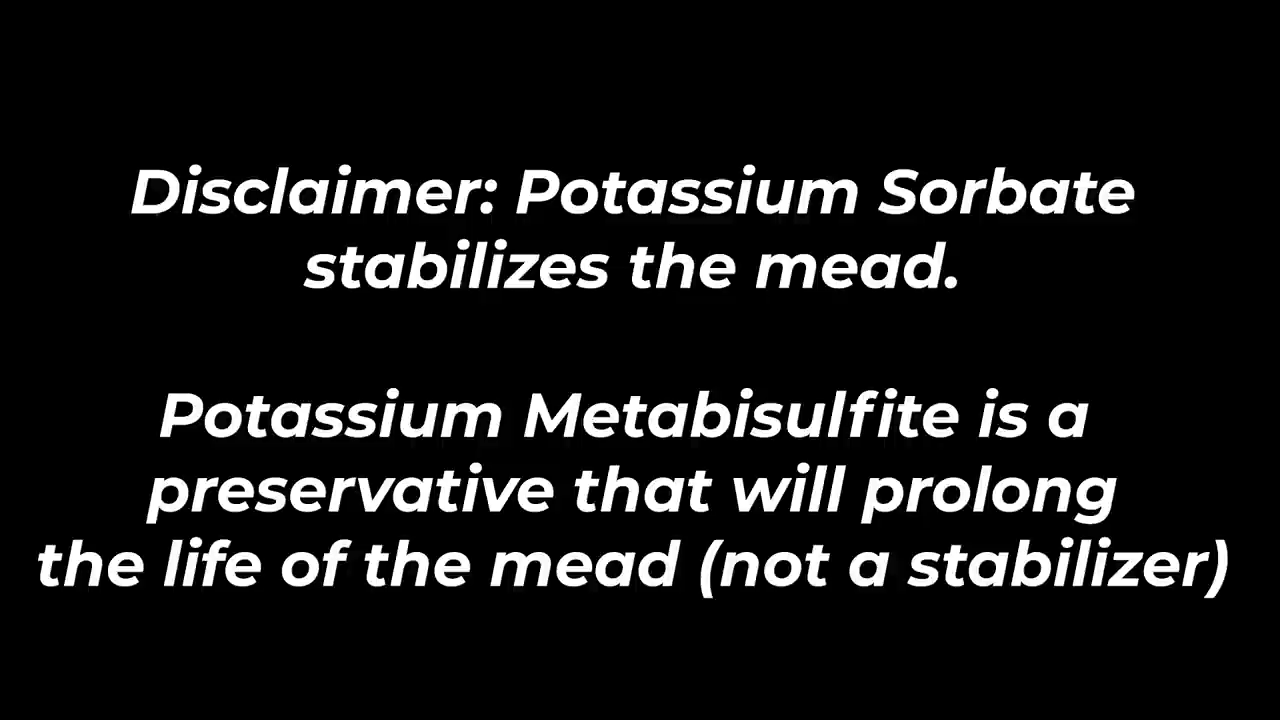 Disclaimer: Potassium Sorbate
stabilizes the mead.
Potassium Metabisulfite is a
preservative that will prolong
the life of the mead (not a stabilizer)